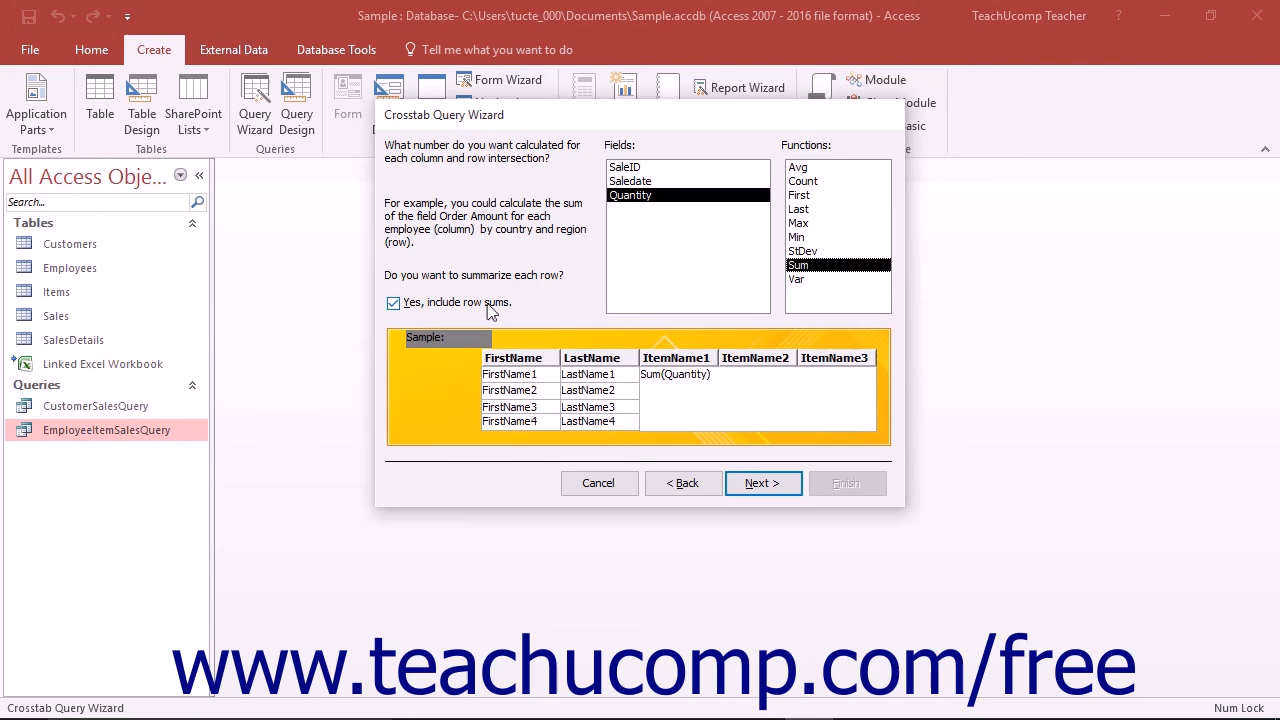 Sample : Database- C:\Users\tucte_000\Documents\Sample.accdb (Access 2007 - 2016 file format) - Access
TeachUcomp Teacher
?
File
Home
Create
External Data
Database Tools
Tell me what you want to do
Application Parts
Table
Table Design
SharePoint Lists
Query Wizard
Query Design
Form
Form Wizard
Report Wizard
Module
Module
Templates
Tables
Queries
All Access Obje...
Search...
Tables
Customers
Employees
Items
Sales
SalesDetails
Linked Excel Workbook
Queries
CustomerSalesQuery
EmployeeItemSalesQuery
Crosstab Query Wizard
What number do you want calculated for
each column and row intersection?
For example, you could calculate the sum
of the field Order Amount for each
employee (column) by country and region
(row).
Do you want to summarize each row?
Yes, include row sums.
Fields:
SaleID
Saledate
Quantity
Functions:
Avg
Count
First
Last
Max
Min
StDev
Sum
Var
Sample:
FirstName LastName ItemName1 ItemName2 ItemName3
FirstName1 LastName1 Sum(Quantity)
FirstName2 LastName2
FirstName3 LastName3
FirstName4 LastName4
Cancel
< Back
Next >
Finish
www.teachucomp.com/free
Crosstab Query Wizard
Num Lock